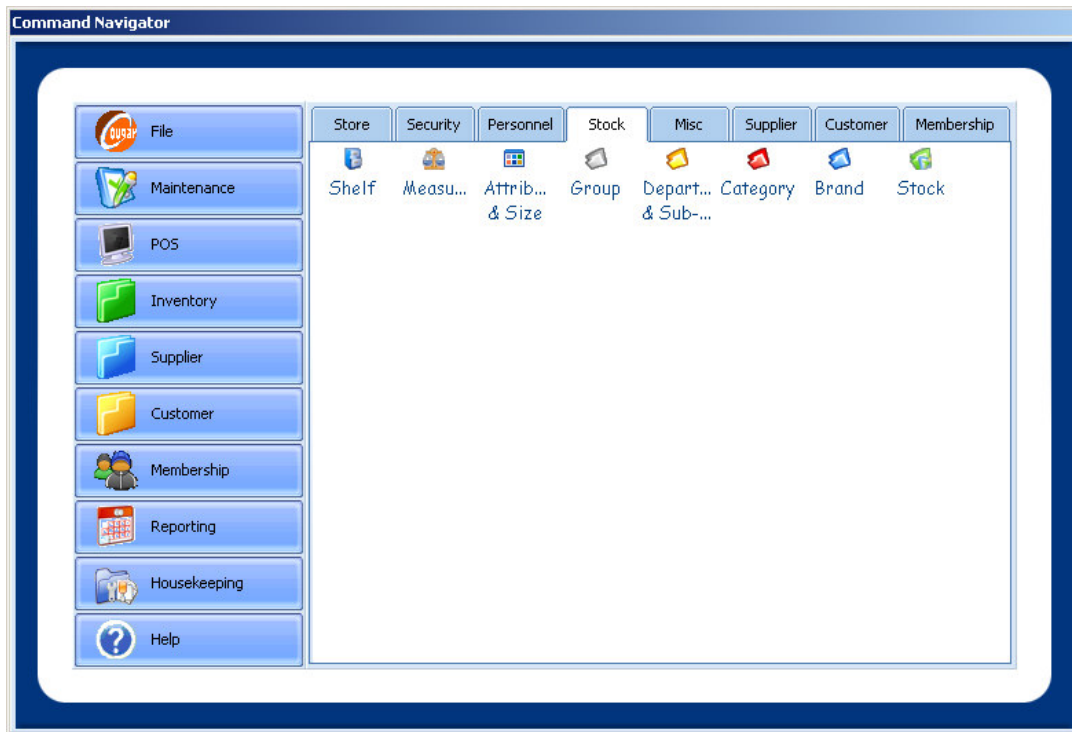 Command Navigator
File
Maintenance
POS
Inventory
Supplier
Customer
Membership
Reporting
Housekeeping
Help
Store Security Personnel Stock Misc Supplier Customer Membership
Shelf Measu... Attrib... Group Depart... Category Brand Stock
& Size & Sub-...